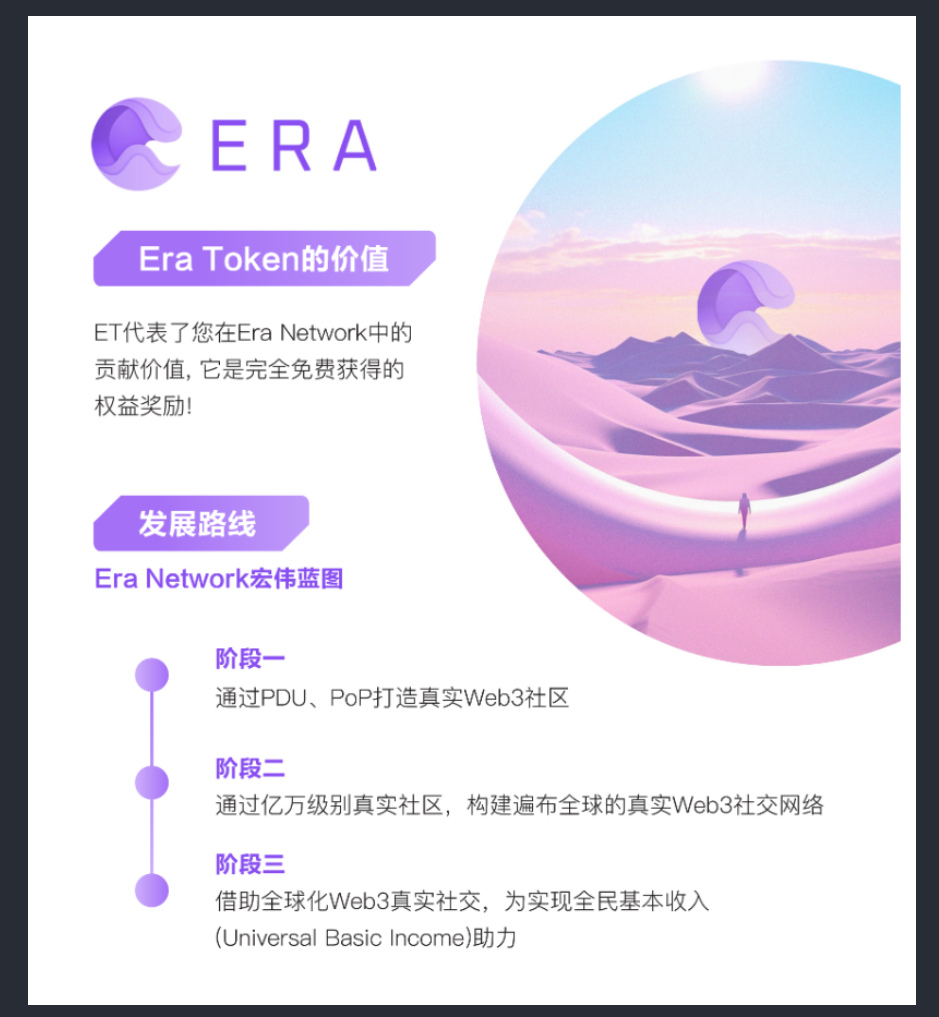 ERA
Era Token的价值
ET代表了您在Era Network中的
贡献价值, 它是完全免费获得的
权益奖励!
发展路线
Era Network宏伟蓝图
阶段一
通过PDU、PoP打造真实Web3社区
阶段二
通过亿万级别真实社区，构建遍布全球的真实Web3社交网络
阶段三
借助全球化Web3真实社交，为实现全民基本收入
(Universal Basic Income)助力